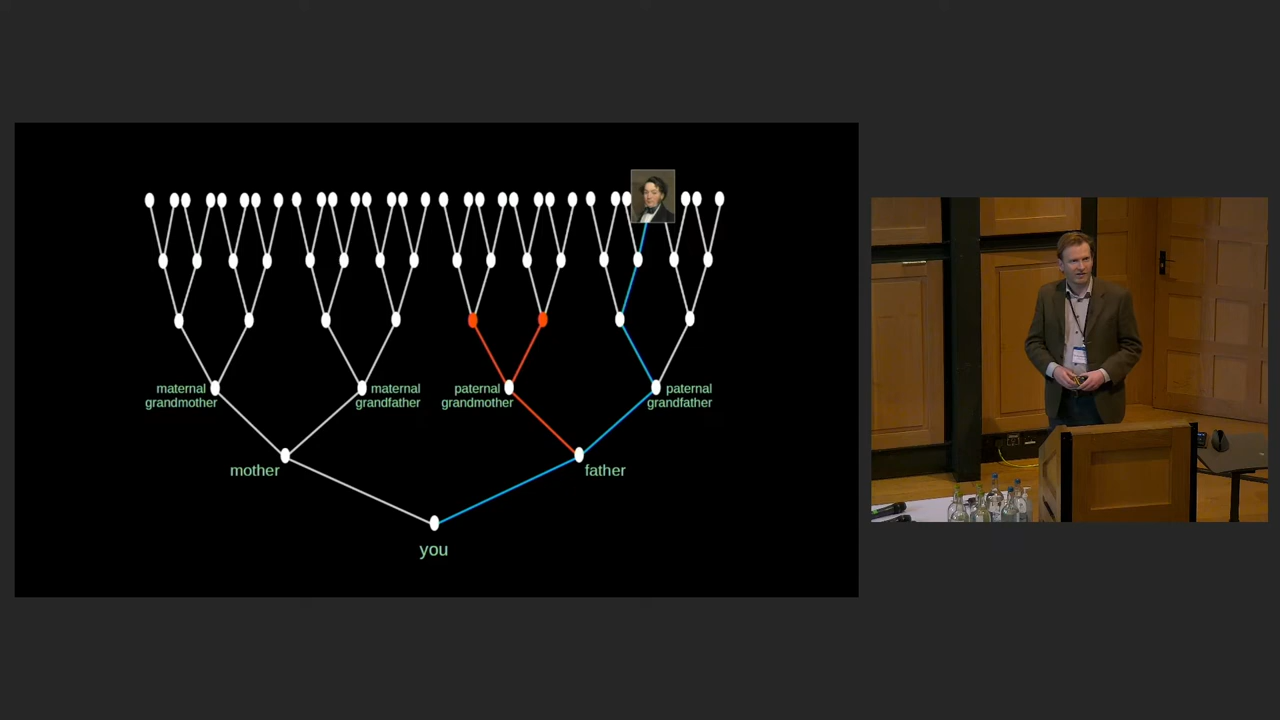 maternal
grandmother
maternal
grandfather
paternal
grandmother
paternal
grandfather
mother
father
you